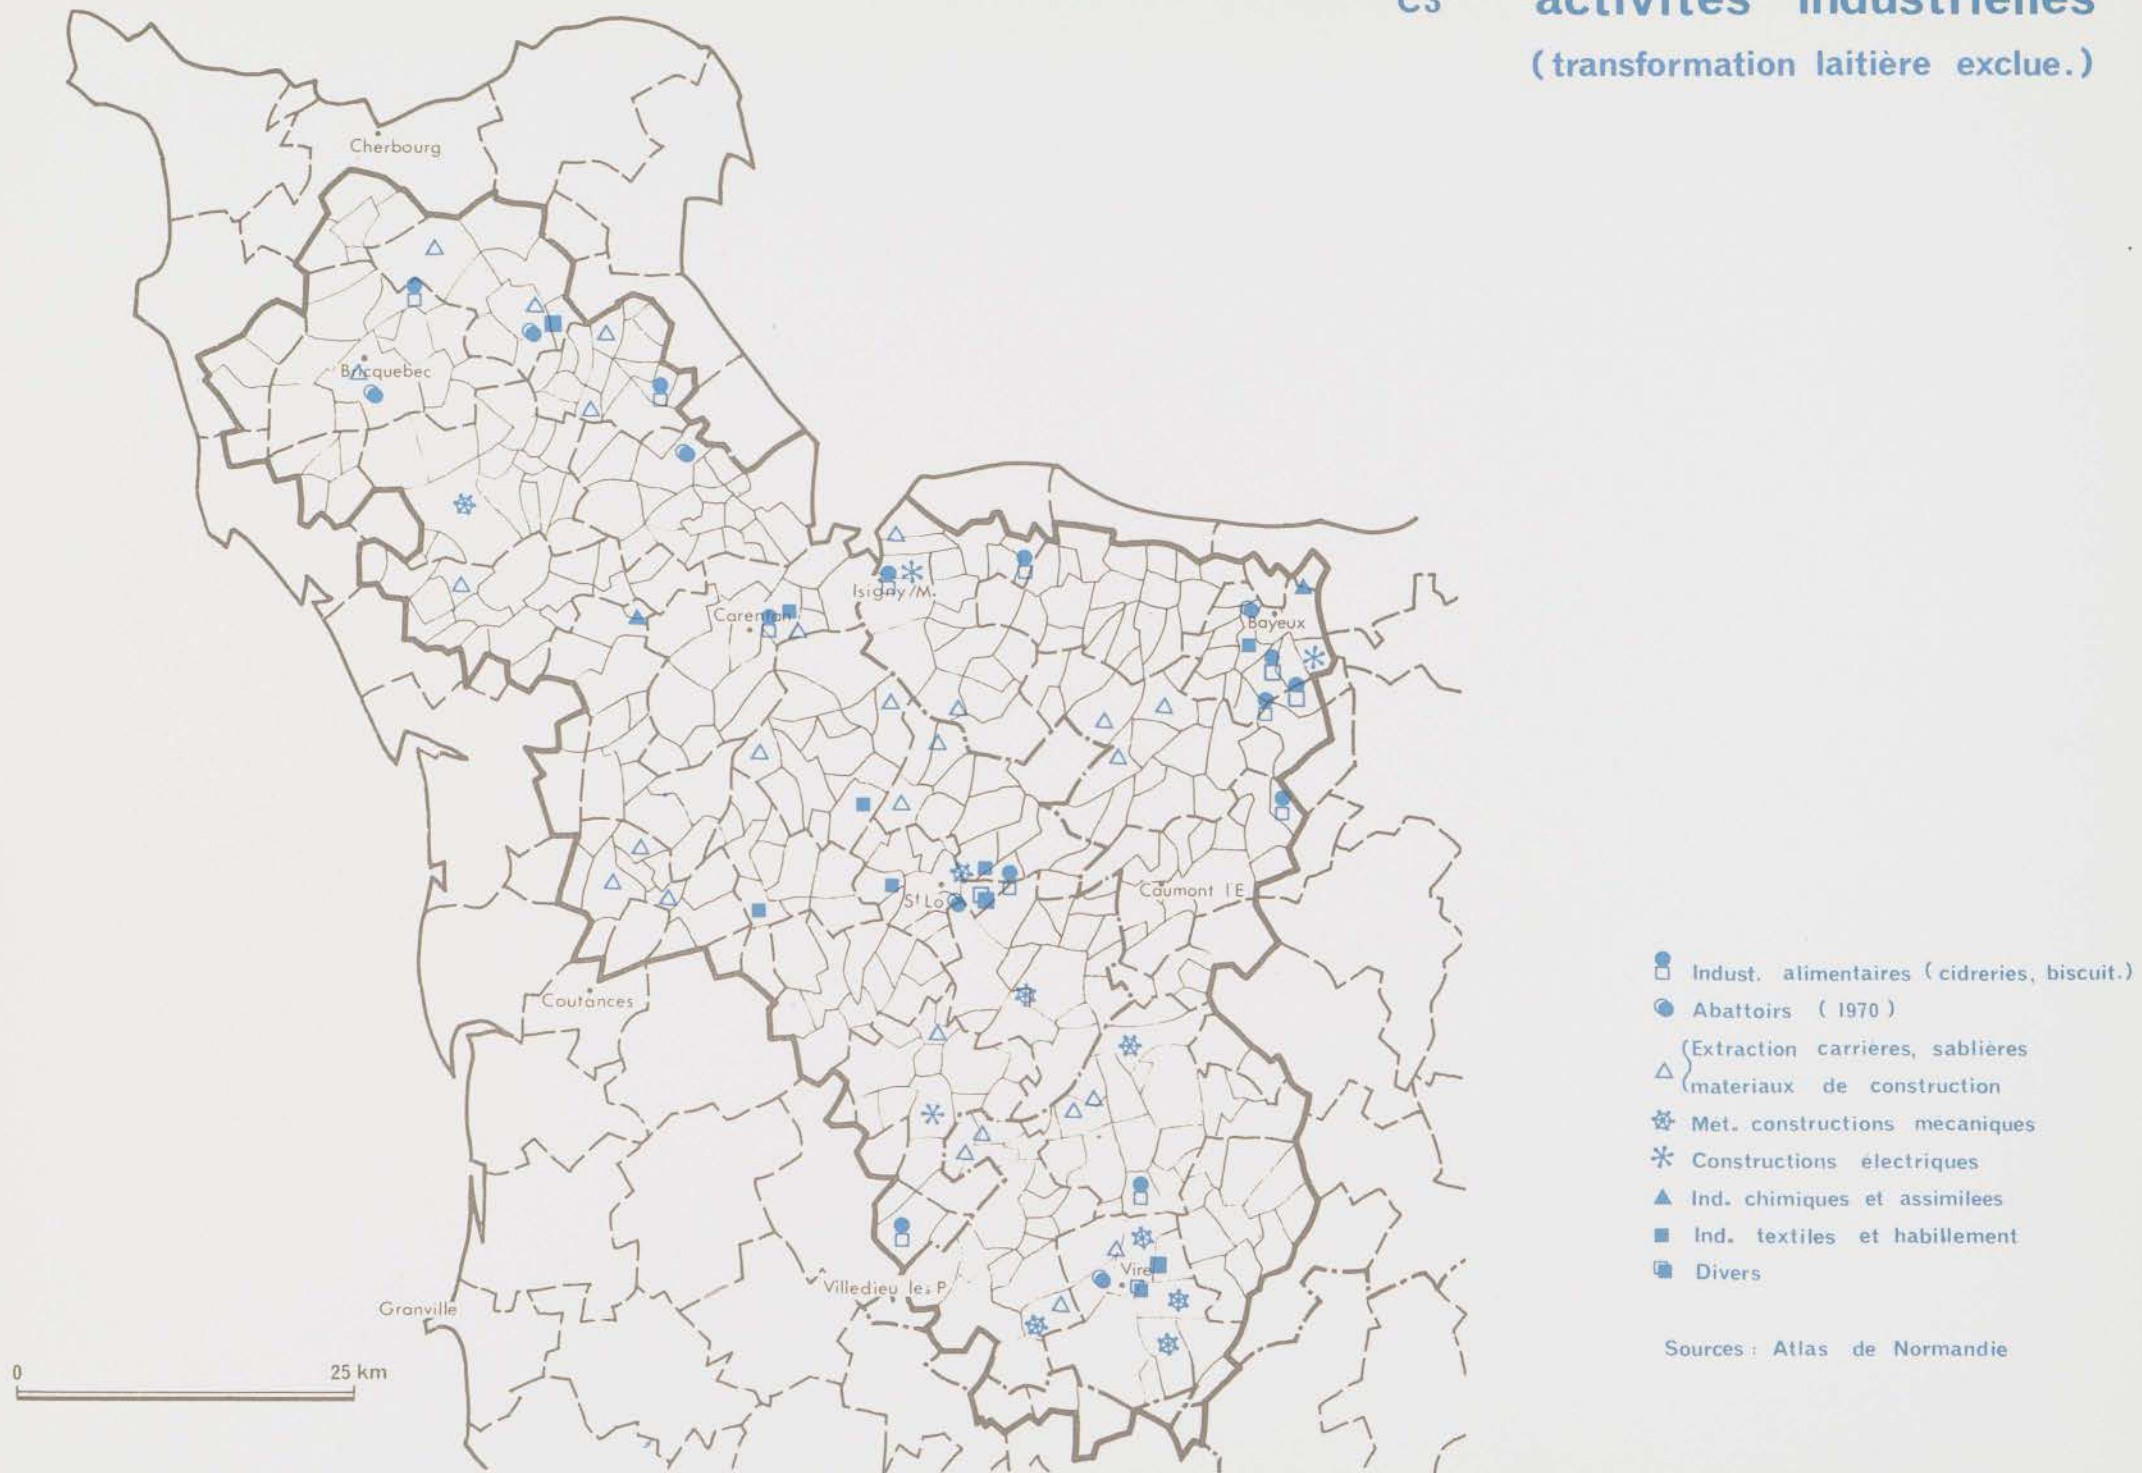 C3 activités industrielles
(transformation laitière exclue.)
Cherbourg
Bricquebec
Isigny/M.
Carentan
Bayeux
St Lo
Caumont l'E
Coutances
Vire
Villedieu les P
Granville
0 25 km
Indust. alimentaires (cidreries, biscuit.)
Abattoirs (1970)
Extraction carrières, sablières
materiaux de construction
Mét. constructions mecaniques
Constructions électriques
Ind. chimiques et assimilees
Ind. textiles et habillement
Divers
Sources : Atlas de Normandie